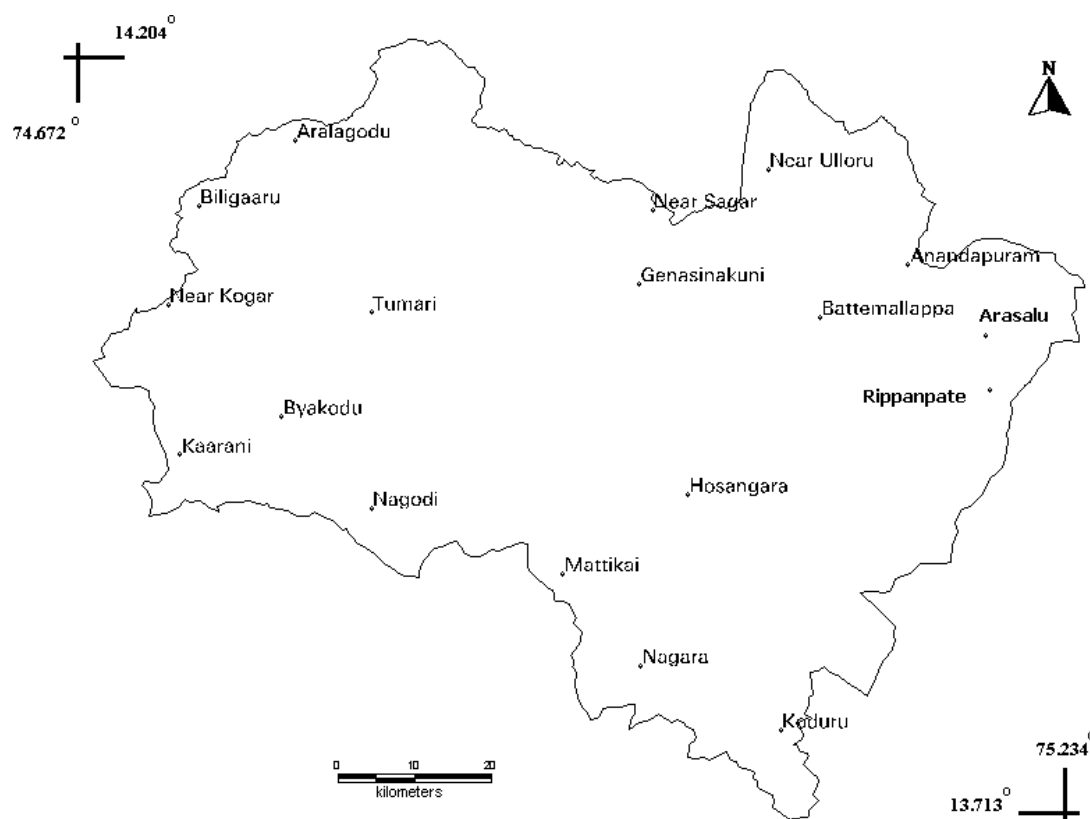 14.204°
74.672°
N
Aralagodu
Near Ulloru
Biligaaru
Near Sagar
Anandapuram
Genasinakuni
Near Kogar
Tumari
Battemallappa
Arasalu
Rippanpate
Byakodu
Kaarani
Hosangara
Nagodi
Mattikai
Nagara
Koduru
75.234°
0 10 20
kilometers
13.713°